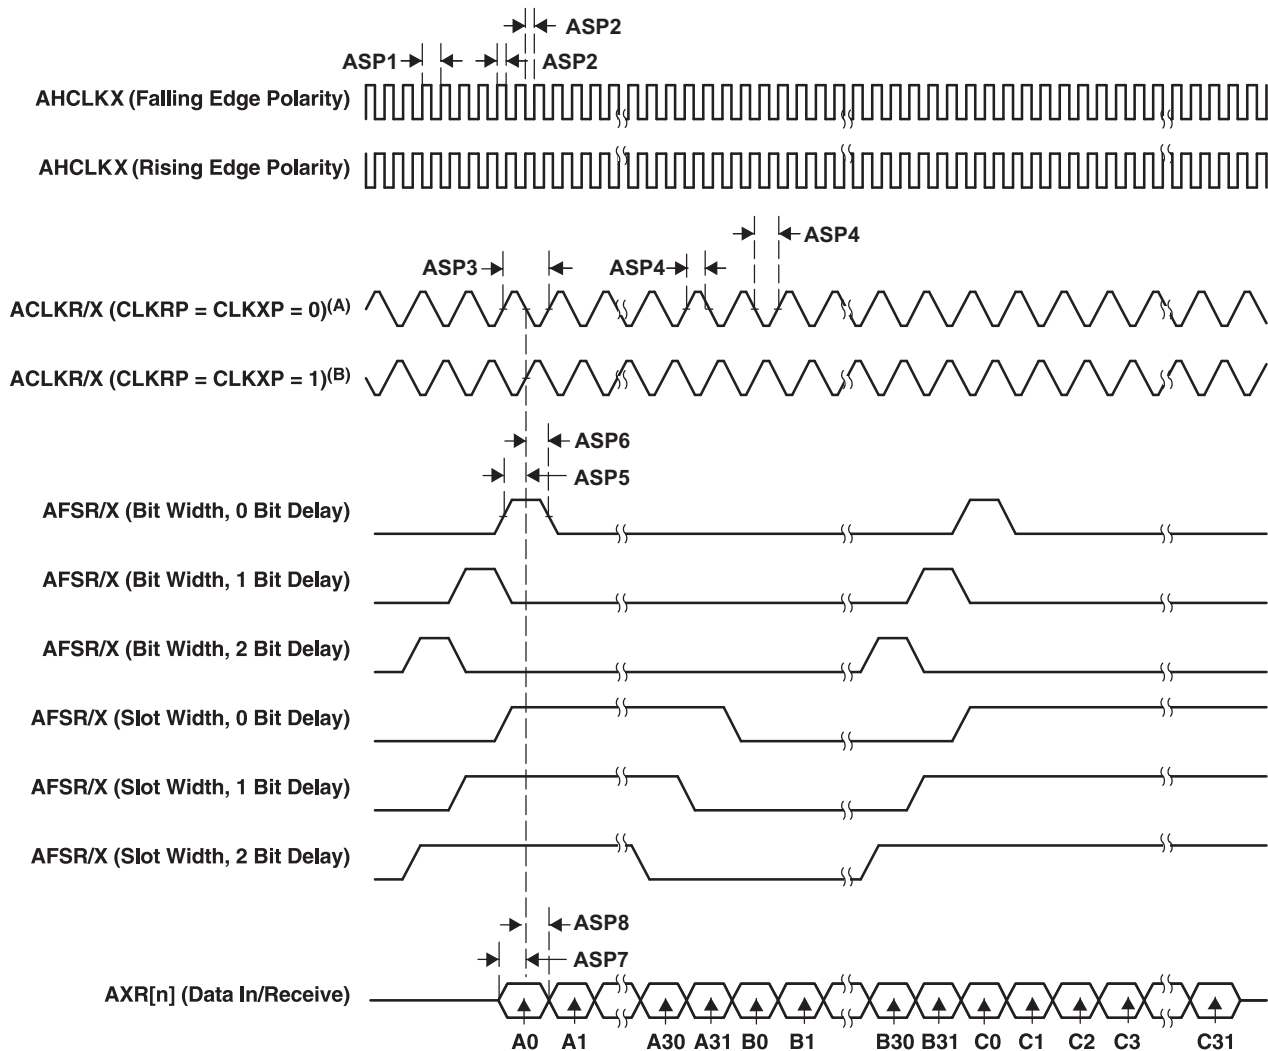 ASP2
ASP1 ASP2
AHCLKX (Falling Edge Polarity)
AHCLKX (Rising Edge Polarity)
ASP4
ASP3 ASP4
ACLKR/X (CLKRP = CLKXP = 0)(A)
ACLKR/X (CLKRP = CLKXP = 1)(B)
ASP6
ASP5
AFSR/X (Bit Width, 0 Bit Delay)
AFSR/X (Bit Width, 1 Bit Delay)
AFSR/X (Bit Width, 2 Bit Delay)
AFSR/X (Slot Width, 0 Bit Delay)
AFSR/X (Slot Width, 1 Bit Delay)
AFSR/X (Slot Width, 2 Bit Delay)
ASP8
ASP7
AXR[n] (Data In/Receive)
A0 A1 A30 A31 B0 B1 B30 B31 C0 C1 C2 C3 C31